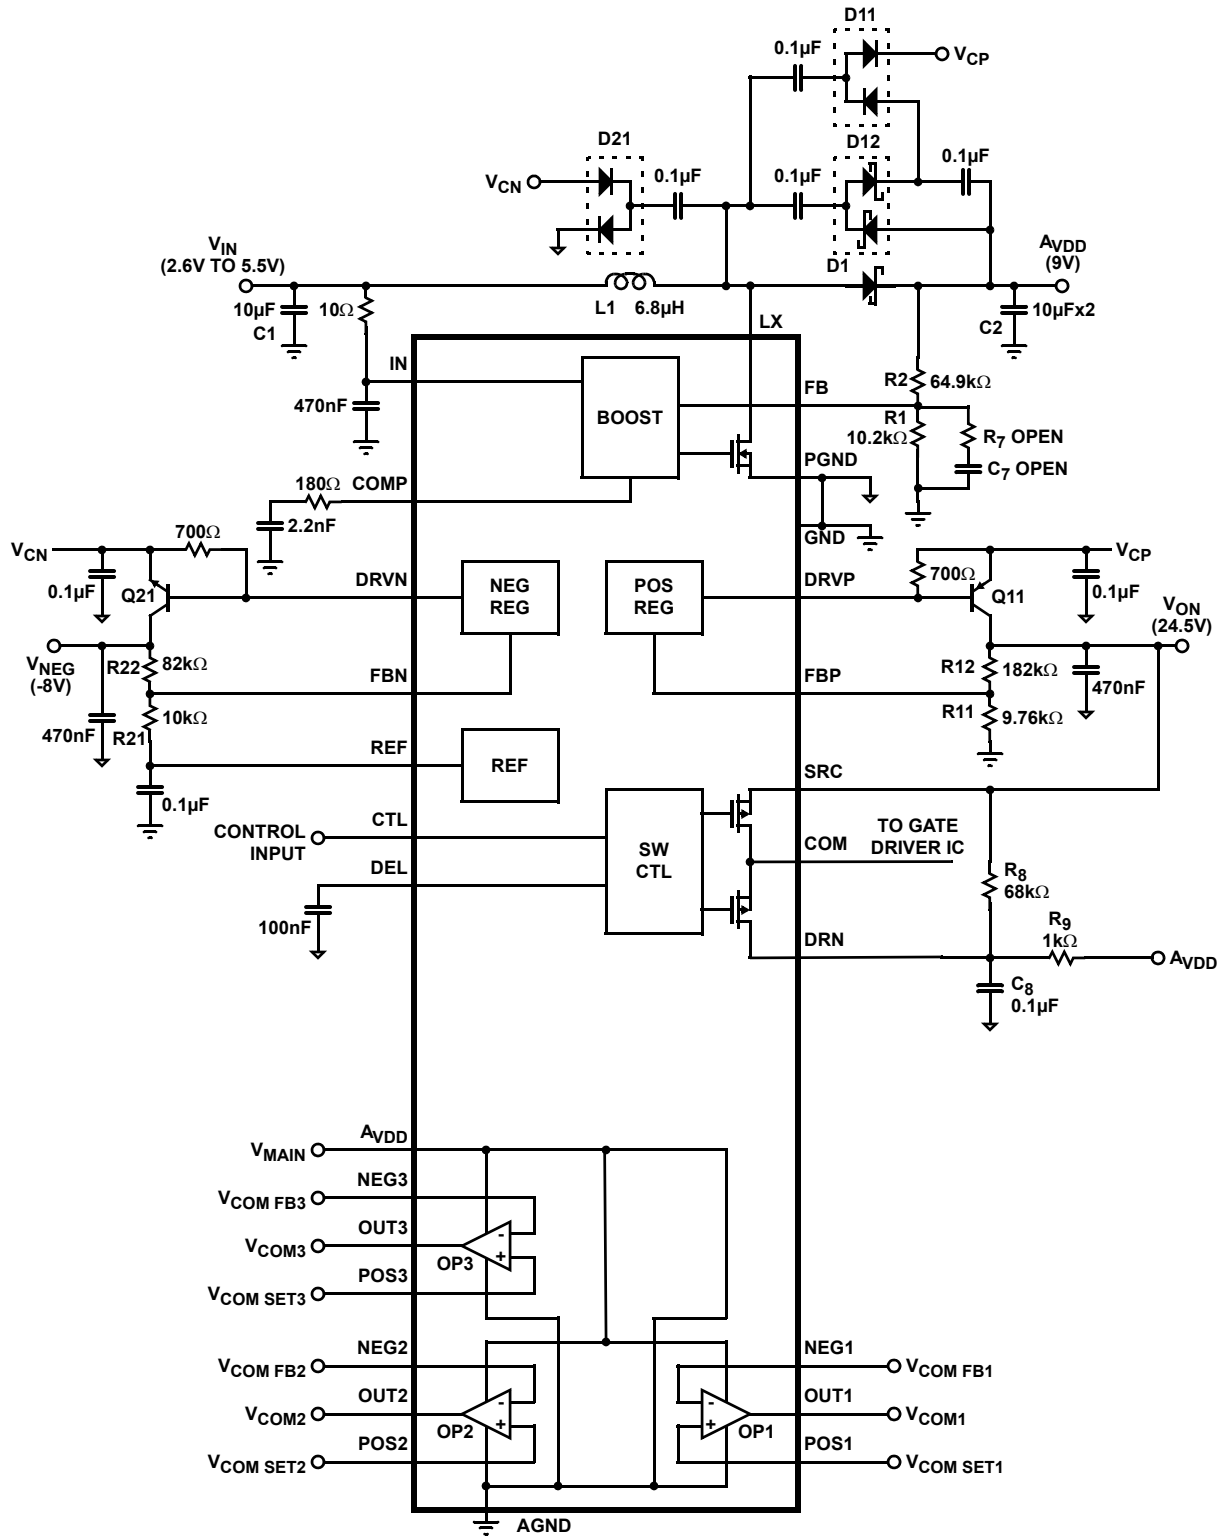 D11
0.1µF
VCP
D12
0.1µF
0.1µF
D21
0.1µF
VCN
VIN
(2.6V TO 5.5V)
D1
AVDD
(9V)
10µF
C1
10Ω
L1 6.8µH
C2
10µFx2
LX
IN
470nF
BOOST
FB
R2 64.9kΩ
R1
10.2kΩ
R7 OPEN
C7 OPEN
PGND
180Ω
COMP
2.2nF
GND
700Ω
VCN
0.1µF
Q21
DRVN
NEG
REG
POS
REG
DRVP
700Ω
Q11
VCP
0.1µF
VON
(24.5V)
VNEG
(-8V)
R22 82kΩ
FBN
FBP
R12 182kΩ
470nF
470nF
R21
10kΩ
R11
9.76kΩ
REF
REF
0.1µF
SRC
CONTROL
INPUT
CTL
SW
CTL
COM
TO GATE
DRIVER IC
DEL
100nF
R8
68kΩ
R9
1kΩ
DRN
AVDD
C8
0.1µF
AVDD
VMAIN
NEG3
VCOM FB3
OUT3
VCOM3
-
+
OP3
POS3
VCOM SET3
NEG2
VCOM FB2
OUT2
VCOM2
-
+
OP2
POS2
VCOM SET2
NEG1
VCOM FB1
OUT1
VCOM1
-
+
OP1
POS1
VCOM SET1
AGND